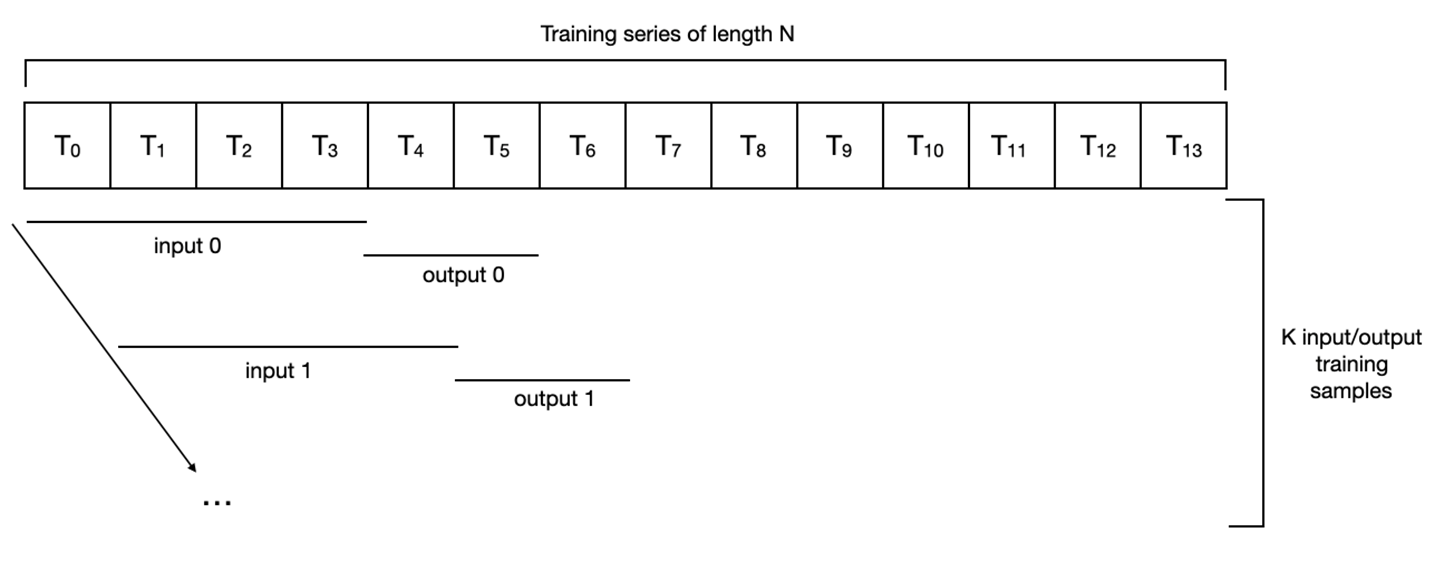 Training series of length N
T₀ T₁ T₂ T₃ T₄ T₅ T₆ T₇ T₈ T₉ T₁₀ T₁₁ T₁₂ T₁₃
input 0
output 0
input 1
output 1
...
K input/output
training
samples